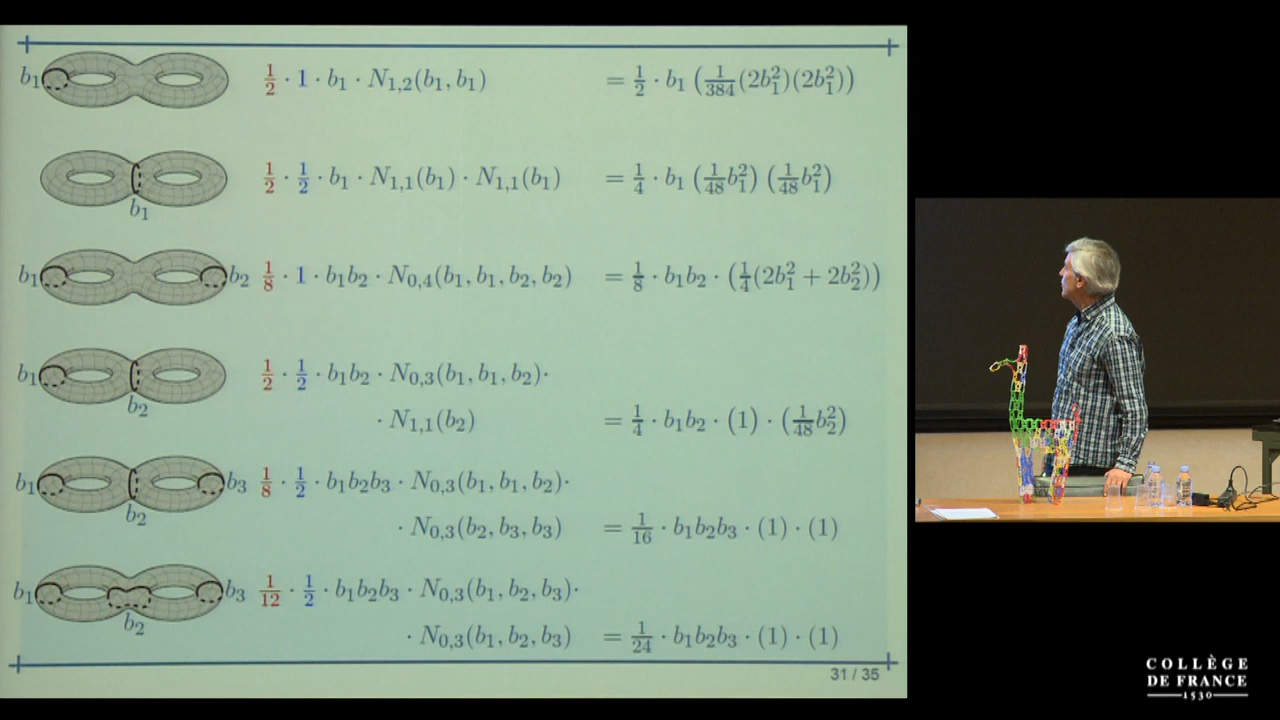 b₁ 1/2 · 1 · b₁ · N₁,₂(b₁, b₁) = 1/2 · b₁ (1/384 (2b₁²)(2b₁²))
1/2 · 1/2 · b₁ · N₁,₁(b₁) · N₁,₁(b₁) = 1/4 · b₁ (1/48 b₁²) (1/48 b₁²)
b₁
b₁ b₂ 1/8 · 1 · b₁b₂ · N₀,₄(b₁, b₁, b₂, b₂) = 1/8 · b₁b₂ · (1/4 (2b₁² + 2b₂²))
b₁ 1/2 · 1/2 · b₁b₂ · N₀,₃(b₁, b₁, b₂)·
b₂
· N₁,₁(b₂) = 1/4 · b₁b₂ · (1) · (1/48 b₂²)
b₁ b₃ 1/8 · 1/2 · b₁b₂b₃ · N₀,₃(b₁, b₁, b₂)·
b₂
· N₀,₃(b₂, b₃, b₃) = 1/16 · b₁b₂b₃ · (1) · (1)
b₁ b₃ 1/12 · 1/2 · b₁b₂b₃ · N₀,₃(b₁, b₂, b₃)·
b₂
· N₀,₃(b₁, b₂, b₃) = 1/24 · b₁b₂b₃ · (1) · (1)
31 / 35
COLLÈGE
DE FRANCE
1530